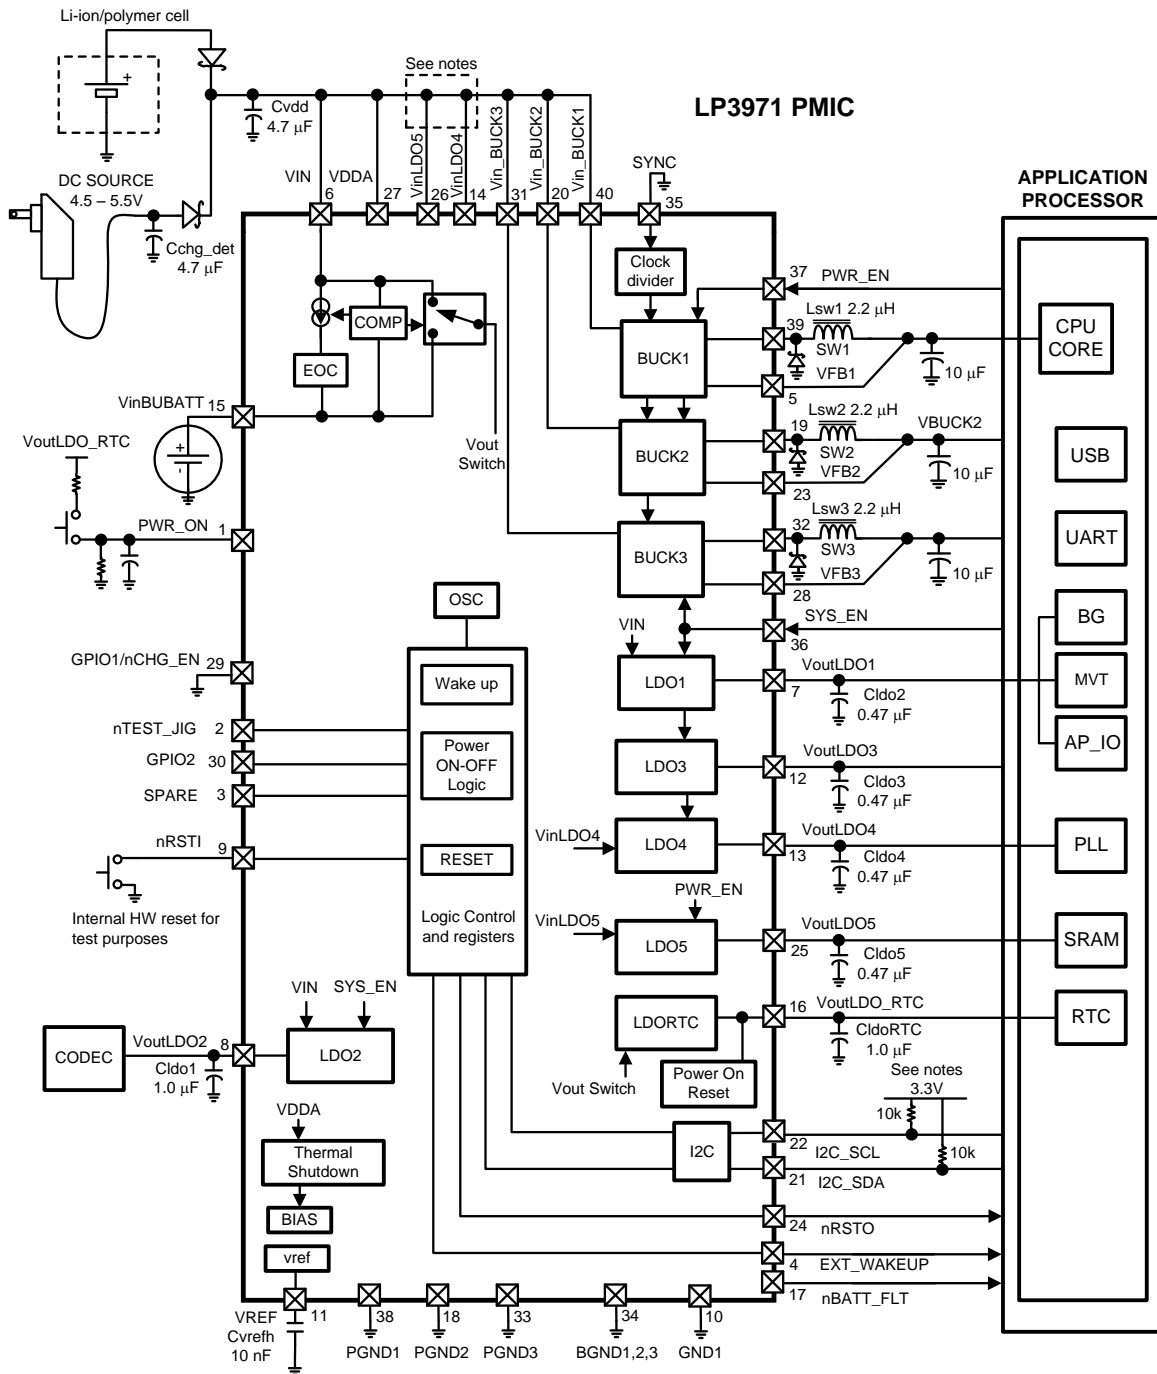 Li-ion/polymer cell
+
See notes
LP3971 PMIC
Cvdd
4.7 µF
VinLDO5
VinLDO4
Vin_BUCK3
Vin_BUCK2
Vin_BUCK1
SYNC
DC SOURCE
4.5 – 5.5V
VIN
VDDA
6
27
26
14
31
20
40
35
APPLICATION
PROCESSOR
Cchg_det
4.7 µF
Clock
divider
37
PWR_EN
COMP
EOC
BUCK1
39
Lsw1 2.2 µH
SW1
VFB1
5
10 µF
CPU
CORE
VinBUBATT
15
Vout
Switch
+
-
BUCK2
19
Lsw2 2.2 µH
SW2
VFB2
23
VBUCK2
10 µF
USB
VoutLDO_RTC
PWR_ON
1
BUCK3
32
Lsw3 2.2 µH
SW3
VFB3
28
10 µF
UART
OSC
VIN
SYS_EN
36
BG
GPIO1/nCHG_EN
29
Wake up
LDO1
VoutLDO1
7
Cldo2
0.47 µF
MVT
nTEST_JIG
2
GPIO2
30
SPARE
3
Power
ON-OFF
Logic
LDO3
VoutLDO3
12
Cldo3
0.47 µF
AP_IO
nRSTI
9
RESET
VinLDO4
LDO4
VoutLDO4
13
Cldo4
0.47 µF
PLL
Internal HW reset for
test purposes
Logic Control
and registers
PWR_EN
VinLDO5
LDO5
VoutLDO5
25
Cldo5
0.47 µF
SRAM
VIN
SYS_EN
LDORTC
16
VoutLDO_RTC
CldoRTC
1.0 µF
RTC
CODEC
VoutLDO2
8
Cldo1
1.0 µF
LDO2
Vout Switch
Power On
Reset
See notes
3.3V
10k
10k
VDDA
Thermal
Shutdown
BIAS
I2C
22
I2C_SCL
21
I2C_SDA
24
nRSTO
4
EXT_WAKEUP
17
nBATT_FLT
vref
VREF
11
Cvrefh
10 nF
38
PGND1
18
PGND2
33
PGND3
34
BGND1,2,3
10
GND1